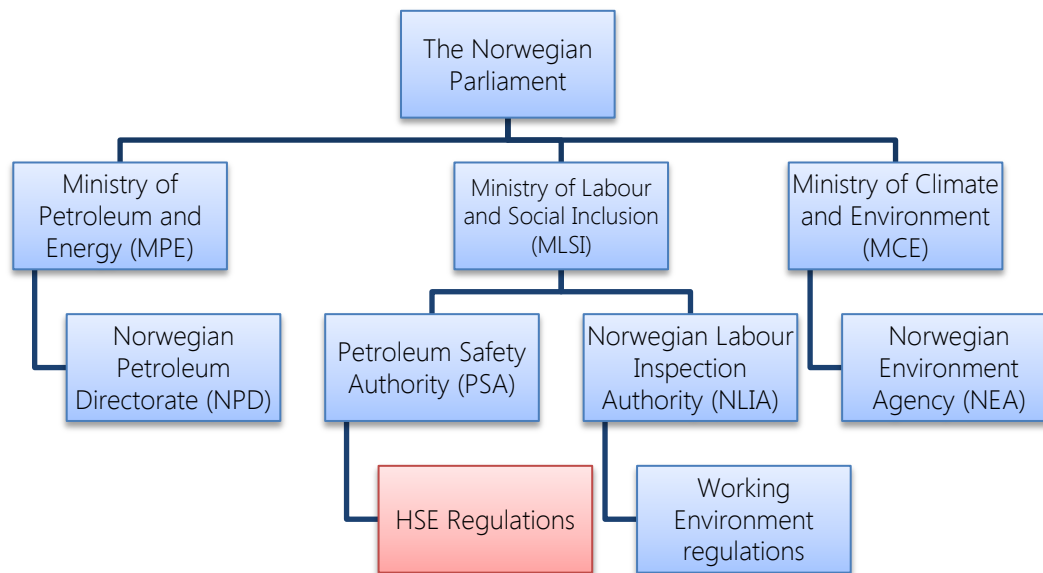 The Norwegian
Parliament
Ministry of
Petroleum and
Energy (MPE)
Ministry of Labour
and Social Inclusion
(MLSI)
Ministry of Climate
and Environment
(MCE)
Norwegian
Petroleum
Directorate (NPD)
Petroleum Safety
Authority (PSA)
Norwegian Labour
Inspection
Authority (NLIA)
Norwegian
Environment
Agency (NEA)
HSE Regulations
Working
Environment
regulations